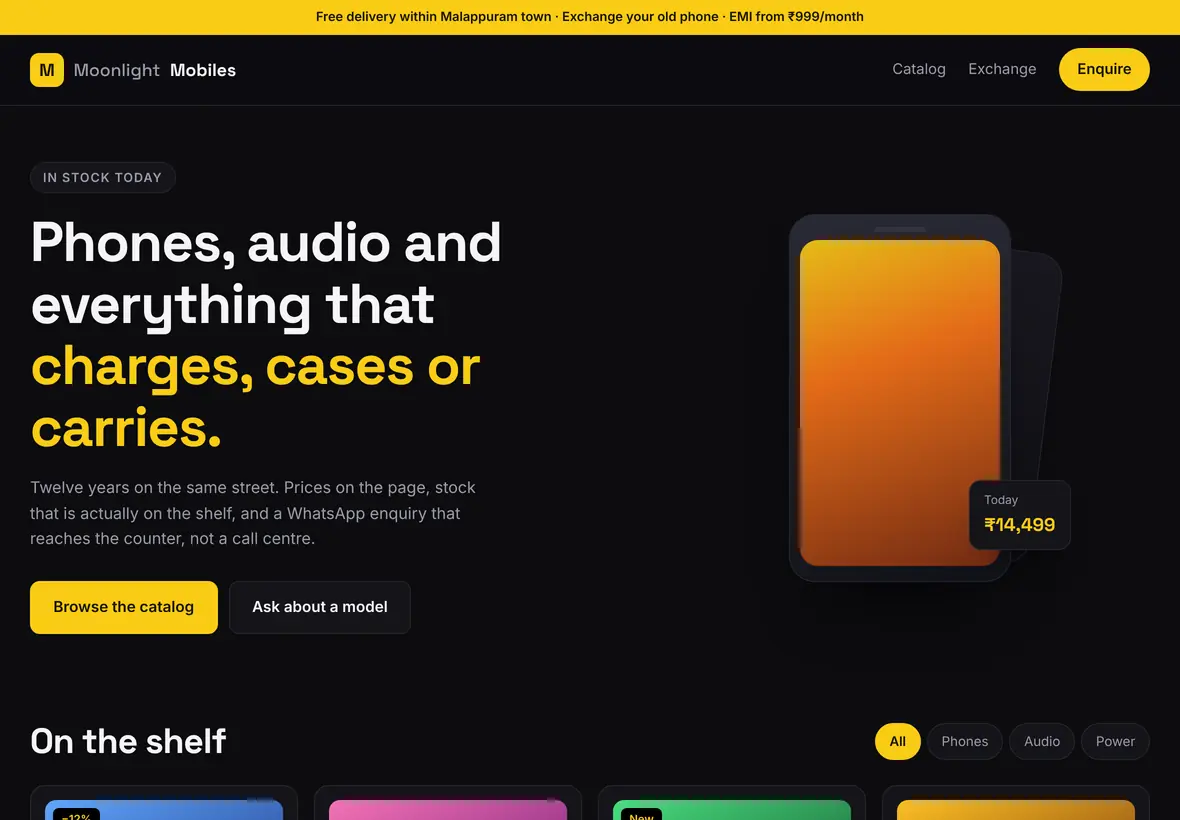 Free delivery within Malappuram town · Exchange your old phone · EMI from ₹999/month
M Moonlight Mobiles
Catalog Exchange Enquire
IN STOCK TODAY
Phones, audio and
everything that
charges, cases or
carries.
Twelve years on the same street. Prices on the page, stock
that is actually on the shelf, and a WhatsApp enquiry that
reaches the counter, not a call centre.
Browse the catalog Ask about a model
Today
₹14,499
On the shelf
All Phones Audio Power
−12% New